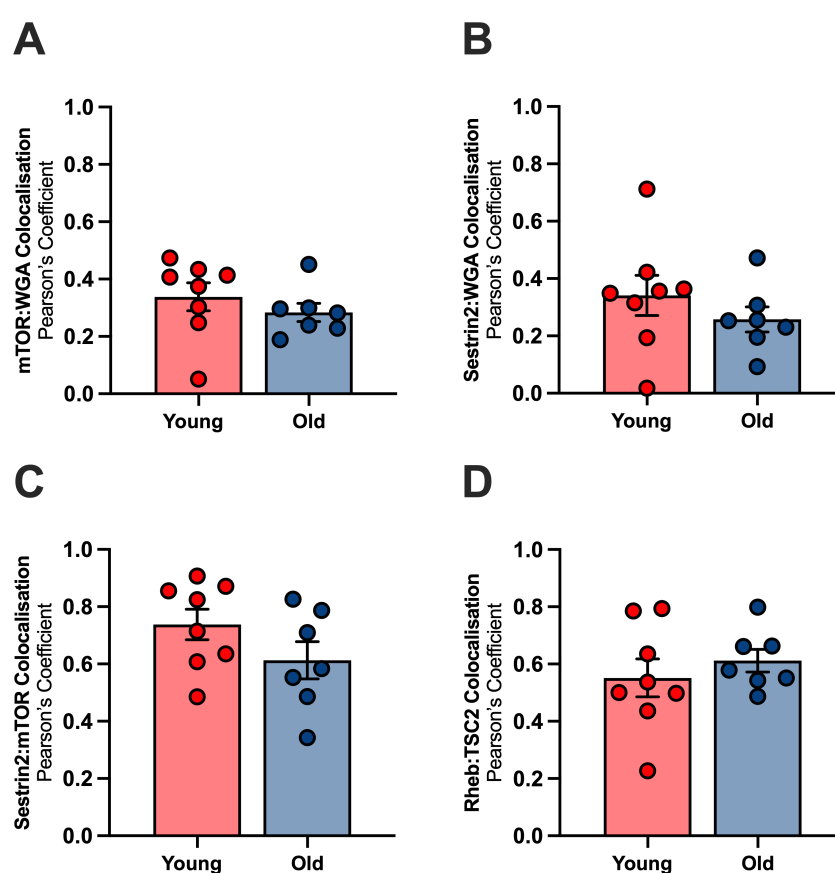 A
mTOR:WGA Colocalisation
Pearson's Coefficient
1.0
0.8
0.6
0.4
0.2
0.0
Young
Old
B
Sestrin2:WGA Colocalisation
Pearson's Coefficient
1.0
0.8
0.6
0.4
0.2
0.0
Young
Old
C
Sestrin2:mTOR Colocalisation
Pearson's Coefficient
1.0
0.8
0.6
0.4
0.2
0.0
Young
Old
D
Rheb:TSC2 Colocalisation
Pearson's Coefficient
1.0
0.8
0.6
0.4
0.2
0.0
Young
Old